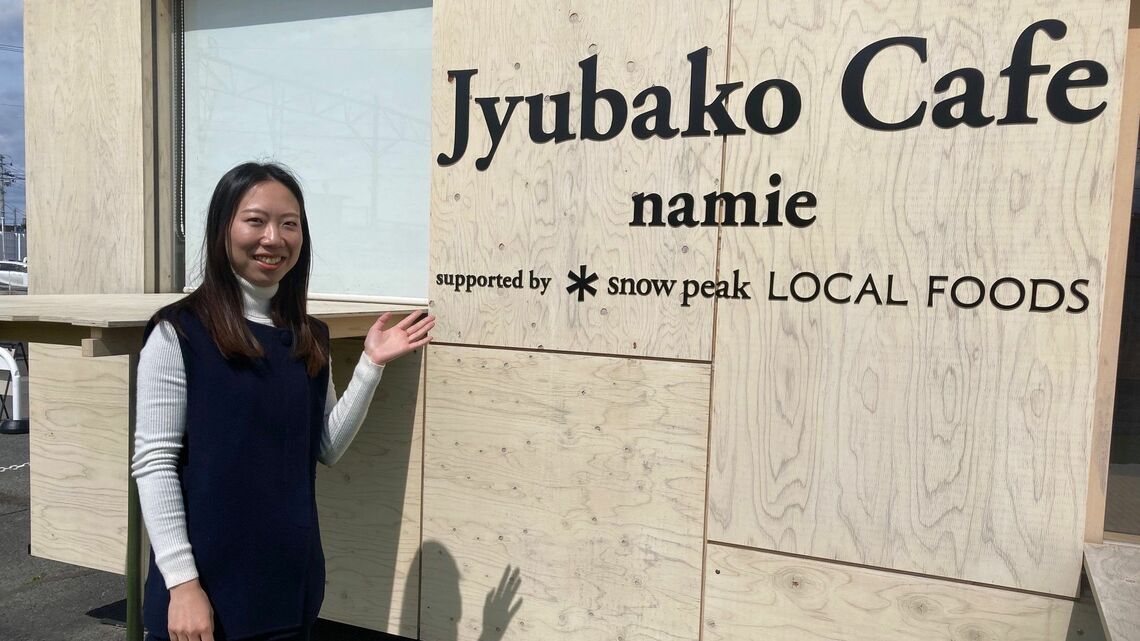 Jyubako Cafe
namie
supported by * snow peak LOCAL FOODS